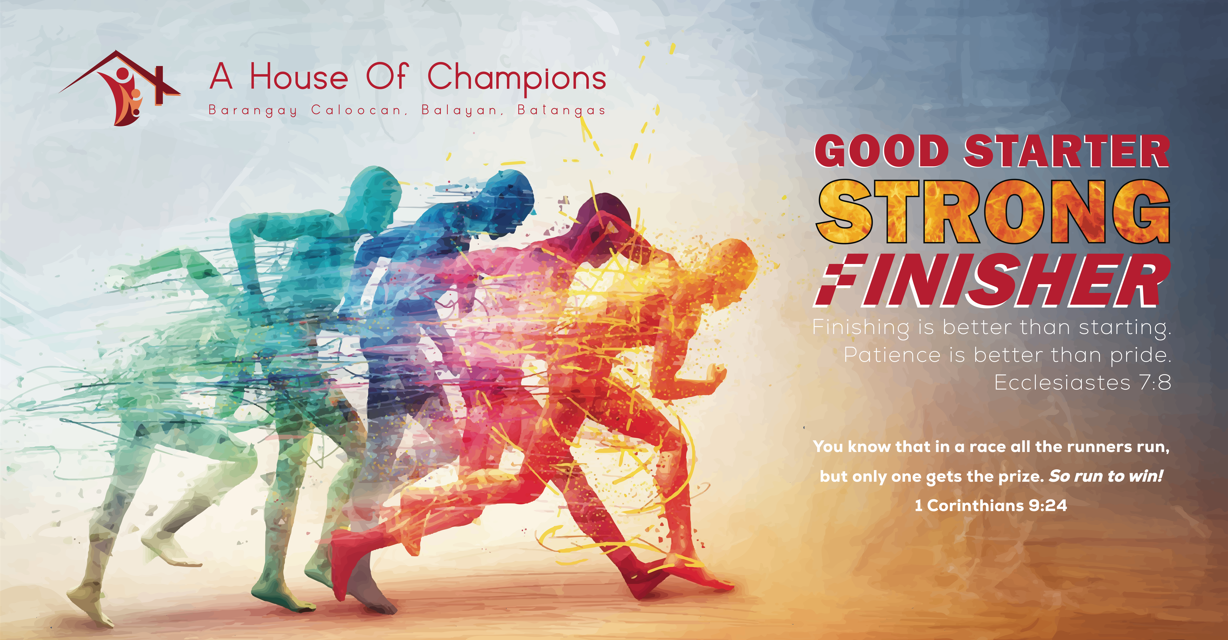 A House Of Champions
Barangay Caloocan, Balayan, Batangas
GOOD STARTER
STRONG
FINISHER
Finishing is better than starting.
Patience is better than pride.
Ecclesiastes 7:8
You know that in a race all the runners run,
but only one gets the prize. So run to win!
1 Corinthians 9:24